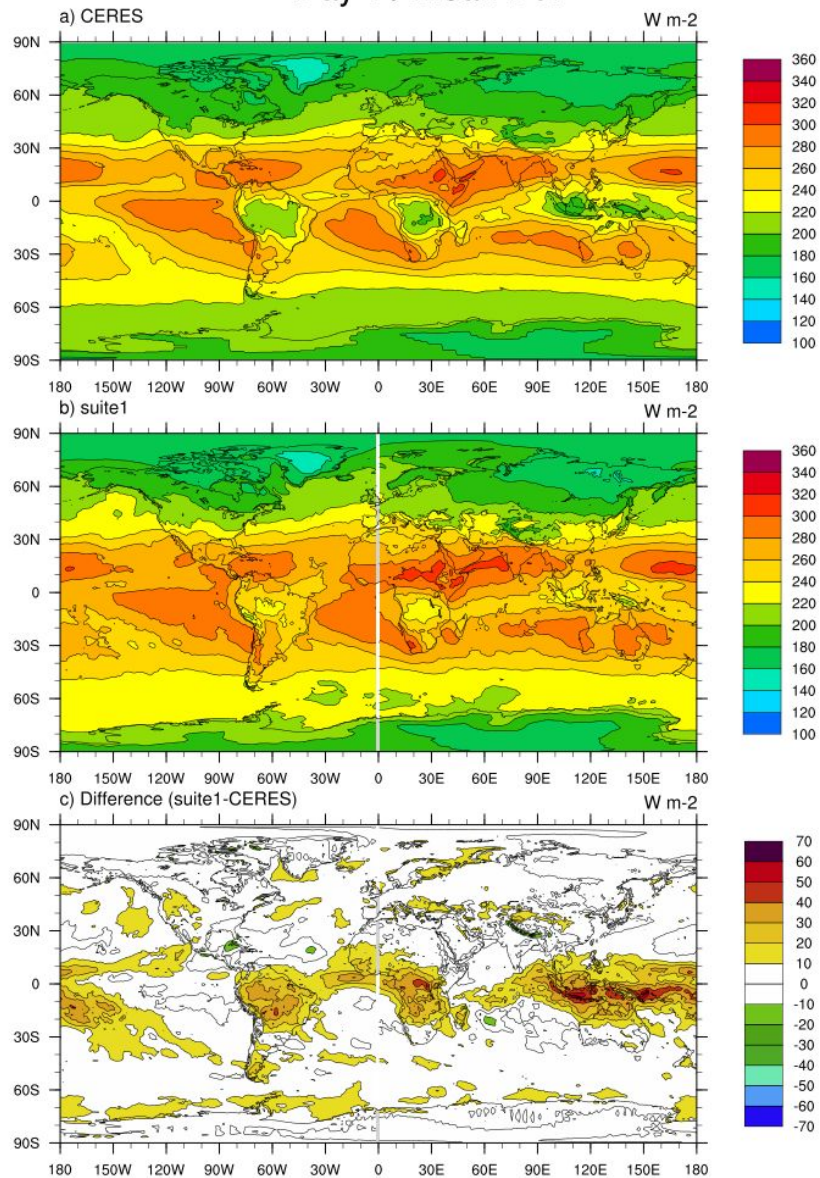 a) CERES W m-2
90N
60N
30N
0
30S
60S
90S
180 150W 120W 90W 60W 30W 0 30E 60E 90E 120E 150E 180
360
340
320
300
280
260
240
220
200
180
160
140
120
100
b) suite1 W m-2
90N
60N
30N
0
30S
60S
90S
180 150W 120W 90W 60W 30W 0 30E 60E 90E 120E 150E 180
360
340
320
300
280
260
240
220
200
180
160
140
120
100
c) Difference (suite1-CERES) W m-2
90N
60N
30N
0
30S
60S
90S
180 150W 120W 90W 60W 30W 0 30E 60E 90E 120E 150E 180
70
60
50
40
30
20
10
0
-10
-20
-30
-40
-50
-60
-70